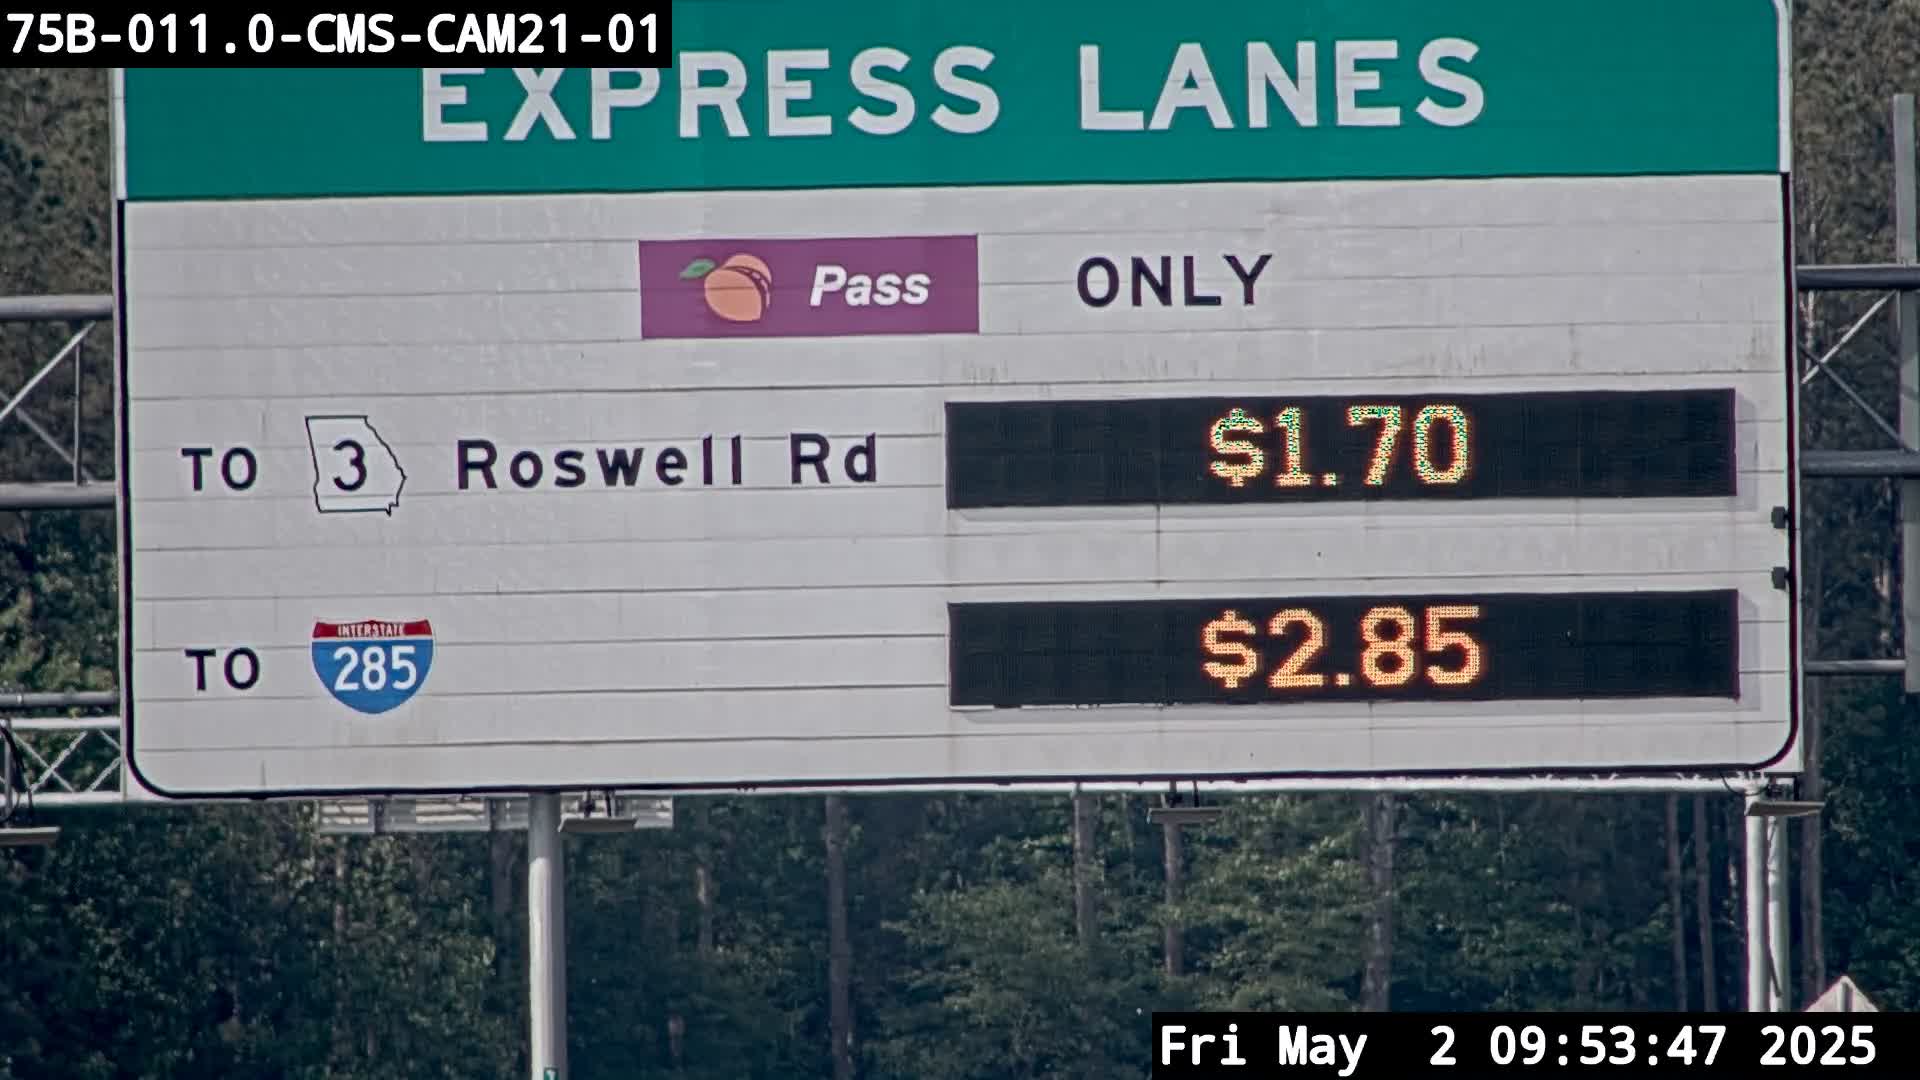 75B-011.0-CMS-CAM21-01
EXPRESS LANES
Pass ONLY
TO 3 Roswell Rd $1.70
INTERSTATE
TO 285 $2.85
Fri May 2 09:53:47 2025